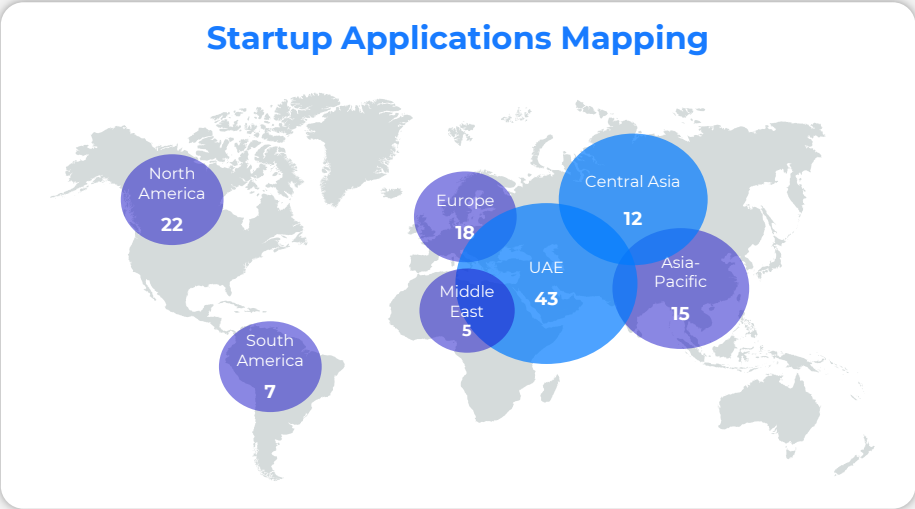 Startup Applications Mapping
North
America
22
South
America
7
Europe
18
Middle
East
5
UAE
43
Central Asia
12
Asia-
Pacific
15